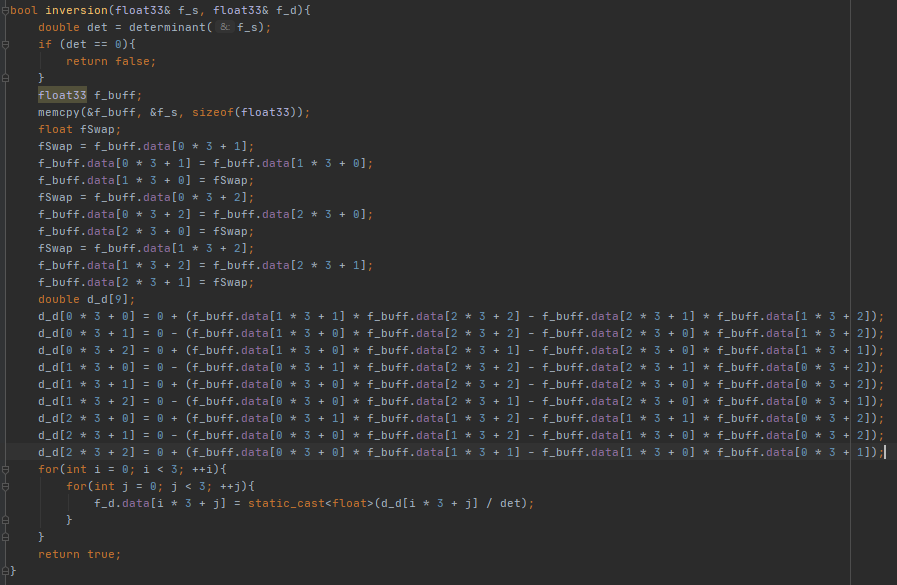 bool inversion(float33& f_s, float33& f_d){
    double det = determinant( &: f_s);
    if (det == 0){
        return false;
    }
    float33 f_buff;
    memcpy(&f_buff, &f_s, sizeof(float33));
    float fSwap;
    fSwap = f_buff.data[0 * 3 + 1];
    f_buff.data[0 * 3 + 1] = f_buff.data[1 * 3 + 0];
    f_buff.data[1 * 3 + 0] = fSwap;
    fSwap = f_buff.data[0 * 3 + 2];
    f_buff.data[0 * 3 + 2] = f_buff.data[2 * 3 + 0];
    f_buff.data[2 * 3 + 0] = fSwap;
    fSwap = f_buff.data[1 * 3 + 2];
    f_buff.data[1 * 3 + 2] = f_buff.data[2 * 3 + 1];
    f_buff.data[2 * 3 + 1] = fSwap;
    double d_d[9];
    d_d[0 * 3 + 0] = 0 + (f_buff.data[1 * 3 + 1] * f_buff.data[2 * 3 + 2] - f_buff.data[2 * 3 + 1] * f_buff.data[1 * 3 + 2]);
    d_d[0 * 3 + 1] = 0 - (f_buff.data[1 * 3 + 0] * f_buff.data[2 * 3 + 2] - f_buff.data[2 * 3 + 0] * f_buff.data[1 * 3 + 2]);
    d_d[0 * 3 + 2] = 0 + (f_buff.data[1 * 3 + 0] * f_buff.data[2 * 3 + 1] - f_buff.data[2 * 3 + 0] * f_buff.data[1 * 3 + 1]);
    d_d[1 * 3 + 0] = 0 - (f_buff.data[0 * 3 + 1] * f_buff.data[2 * 3 + 2] - f_buff.data[2 * 3 + 1] * f_buff.data[0 * 3 + 2]);
    d_d[1 * 3 + 1] = 0 + (f_buff.data[0 * 3 + 0] * f_buff.data[2 * 3 + 2] - f_buff.data[2 * 3 + 0] * f_buff.data[0 * 3 + 2]);
    d_d[1 * 3 + 2] = 0 - (f_buff.data[0 * 3 + 0] * f_buff.data[2 * 3 + 1] - f_buff.data[2 * 3 + 0] * f_buff.data[0 * 3 + 1]);
    d_d[2 * 3 + 0] = 0 + (f_buff.data[0 * 3 + 1] * f_buff.data[1 * 3 + 2] - f_buff.data[1 * 3 + 1] * f_buff.data[0 * 3 + 2]);
    d_d[2 * 3 + 1] = 0 - (f_buff.data[0 * 3 + 0] * f_buff.data[1 * 3 + 2] - f_buff.data[1 * 3 + 0] * f_buff.data[0 * 3 + 2]);
    d_d[2 * 3 + 2] = 0 + (f_buff.data[0 * 3 + 0] * f_buff.data[1 * 3 + 1] - f_buff.data[1 * 3 + 0] * f_buff.data[0 * 3 + 1]);
    for(int i = 0; i < 3; ++i){
        for(int j = 0; j < 3; ++j){
            f_d.data[i * 3 + j] = static_cast<float>(d_d[i * 3 + j] / det);
        }
    }
    return true;
}